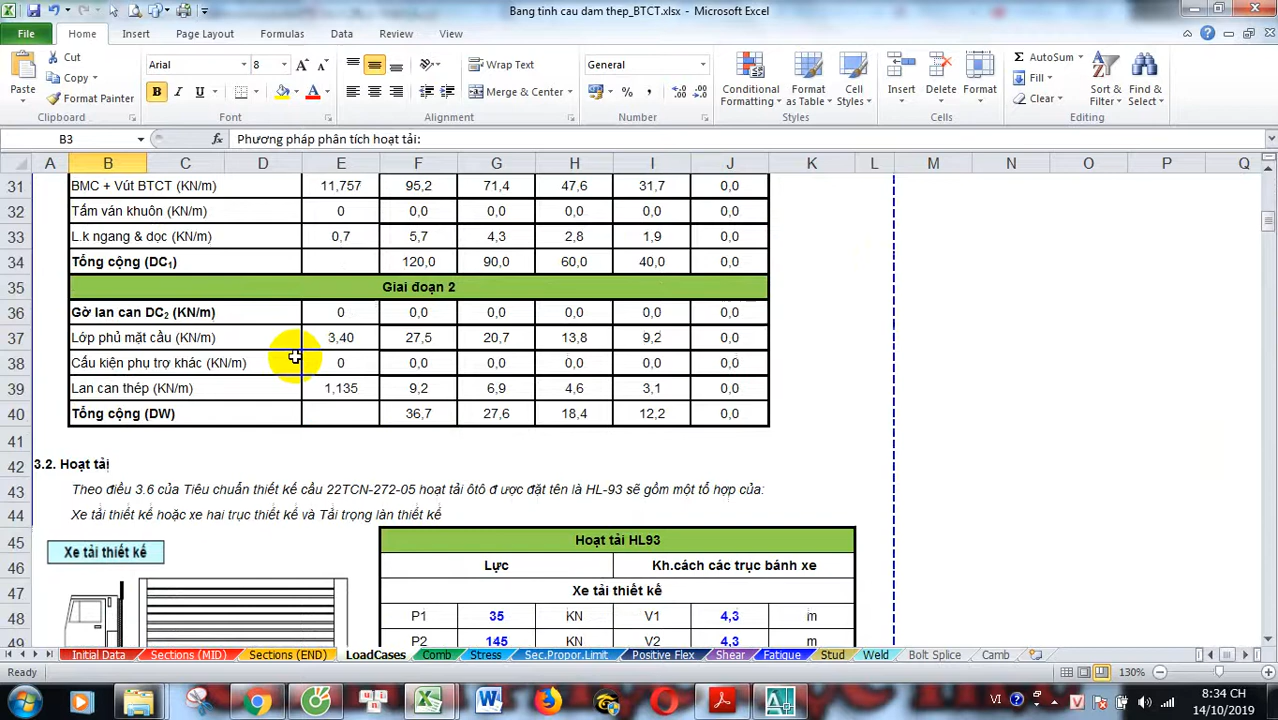 Bang tinh cau dam thep_BTCT.xlsx - Microsoft Excel
File Home Insert Page Layout Formulas Data Review View
Cut
Copy
Format Painter
Paste
Clipboard
Arial 8
B I U
Font
Wrap Text
Merge & Center
Alignment
General
Number
Conditional Formatting
Format as Table
Cell Styles
Styles
Insert Delete Format
Cells
AutoSum
Fill
Clear
Sort & Filter
Find & Select
Editing
B3 fx Phương pháp phân tích hoạt tải:
A B C D E F G H I J K L M N O P Q
31 BMC + Vút BTCT (KN/m) 11,757 95,2 71,4 47,6 31,7 0,0
32 Tấm ván khuôn (KN/m) 0 0,0 0,0 0,0 0,0 0,0
33 L.k ngang & dọc (KN/m) 0,7 5,7 4,3 2,8 1,9 0,0
34 Tổng cộng (DC₁) 120,0 90,0 60,0 40,0 0,0
35 Giai đoạn 2
36 Gờ lan can DC₂ (KN/m) 0 0,0 0,0 0,0 0,0 0,0
37 Lớp phủ mặt cầu (KN/m) 3,40 27,5 20,7 13,8 9,2 0,0
38 Cấu kiện phụ trợ khác (KN/m) 0 0,0 0,0 0,0 0,0 0,0
39 Lan can thép (KN/m) 1,135 9,2 6,9 4,6 3,1 0,0
40 Tổng cộng (DW) 36,7 27,6 18,4 12,2 0,0
41
42 3.2. Hoạt tải
43 Theo điều 3.6 của Tiêu chuẩn thiết kế cầu 22TCN-272-05 hoạt tải ôtô đ ược đặt tên là HL-93 sẽ gồm một tổ hợp của:
44 Xe tải thiết kế hoặc xe hai trục thiết kế và Tải trọng làn thiết kế
45 Hoạt tải HL93
Xe tải thiết kế
46 Lực Kh.cách các trục bánh xe
47 Xe tải thiết kế
48 P1 35 KN V1 4,3 m
49 P2 145 KN V2 4,3 m
Initial Data Sections (MID) Sections (END) LoadCases Comb Stress Sec.Propor.Limit Positive Flex Shear Fatigue Stud Weld Bolt Splice Camb
Ready 130%
VI 8:34 CH
14/10/2019